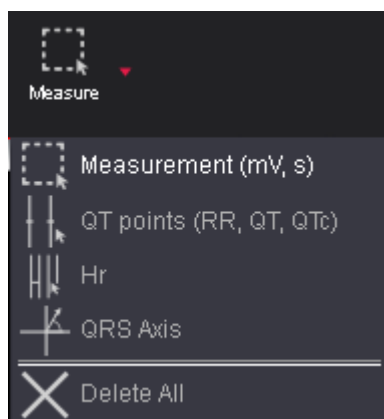 Measure
Measurement (mV, s)
QT points (RR, QT, QTc)
Hr
QRS Axis
Delete All